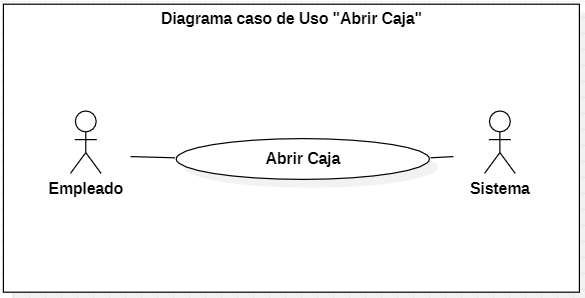 Diagrama caso de Uso "Abrir Caja"
Abrir Caja
Empleado
Sistema